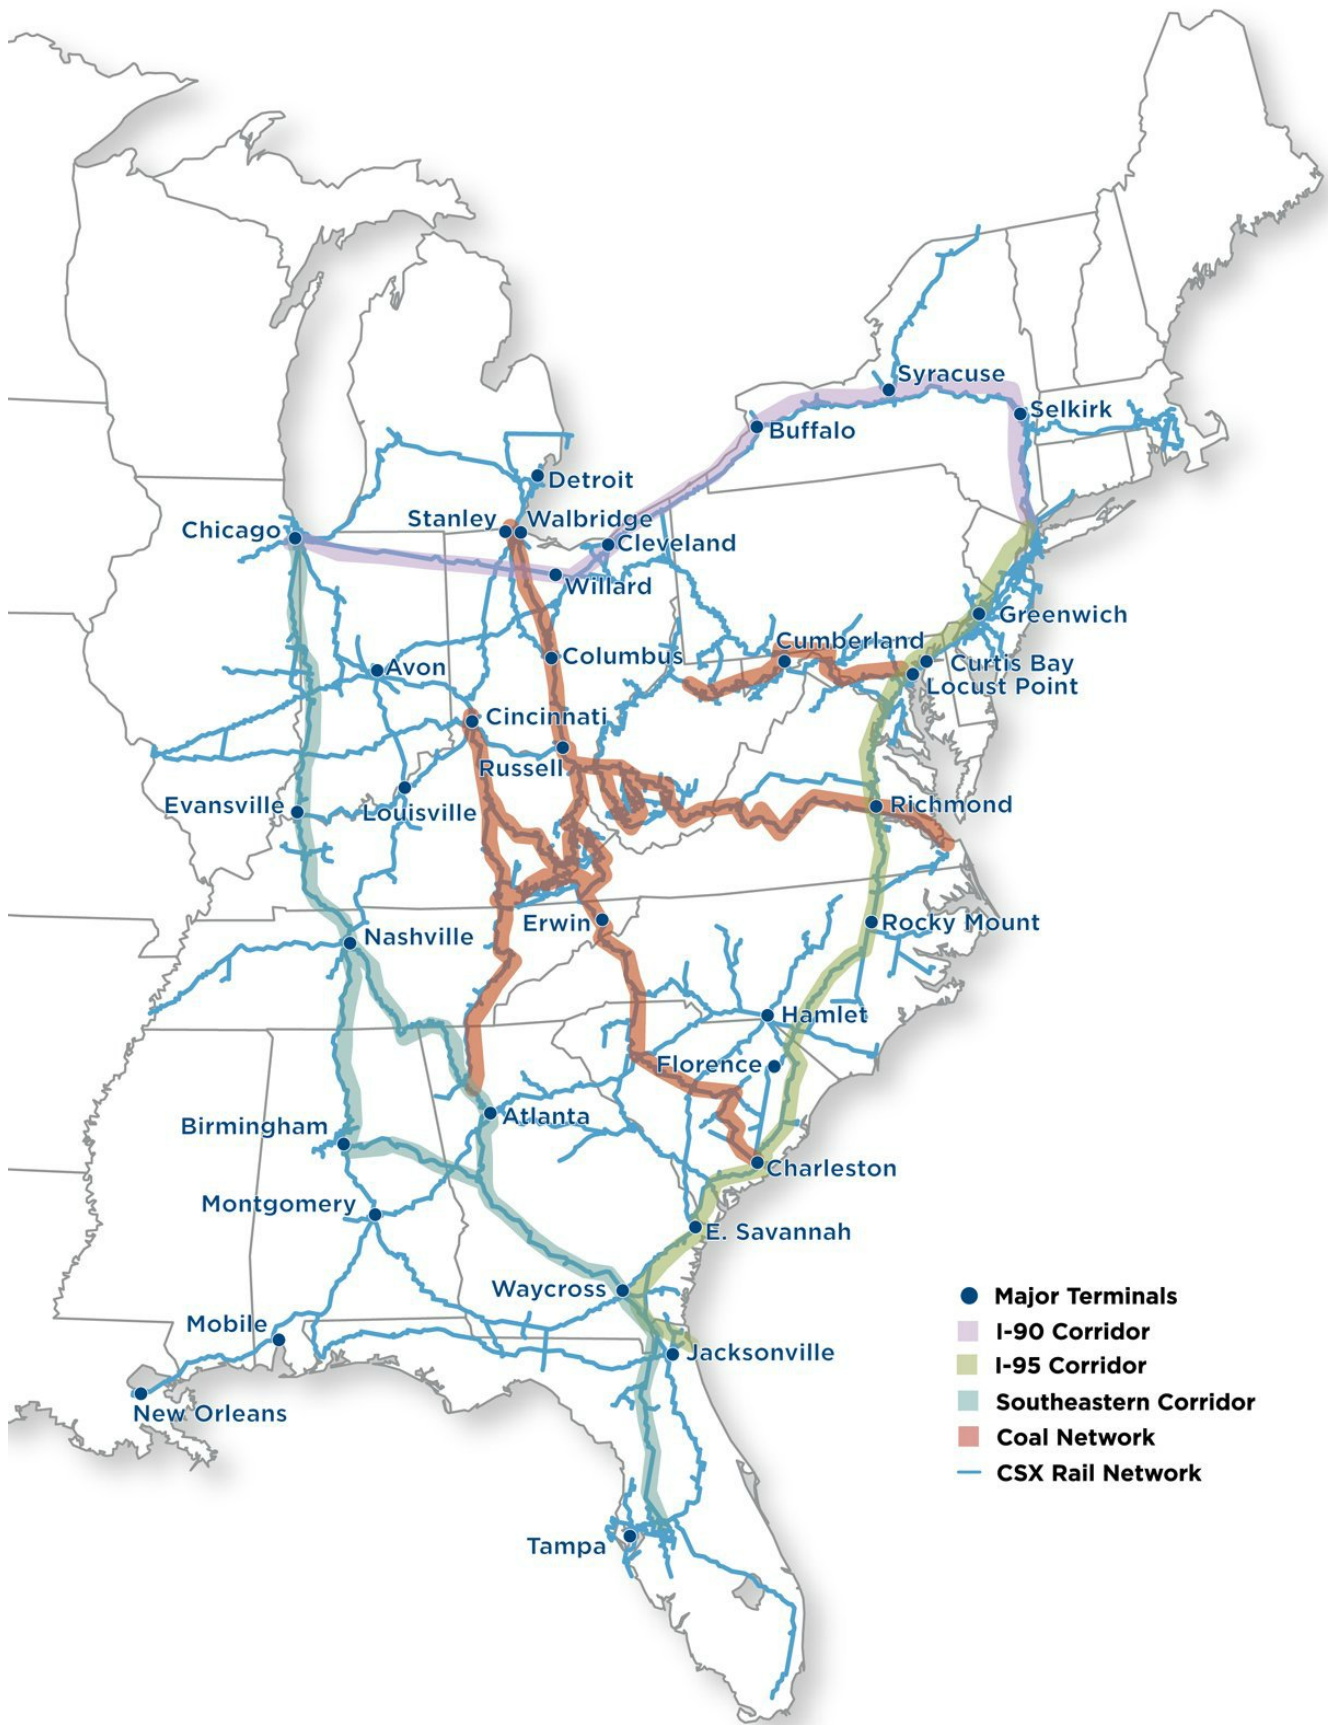 Syracuse
Selkirk
Buffalo
Detroit
Stanley
Walbridge
Chicago
Cleveland
Willard
Greenwich
Cumberland
Columbus
Curtis Bay
Avon
Locust Point
Cincinnati
Russell
Evansville
Louisville
Richmond
Erwin
Rocky Mount
Nashville
Hamlet
Florence
Atlanta
Birmingham
Charleston
Montgomery
E. Savannah
Waycross
Mobile
Jacksonville
New Orleans
Tampa
Major Terminals
I-90 Corridor
I-95 Corridor
Southeastern Corridor
Coal Network
CSX Rail Network